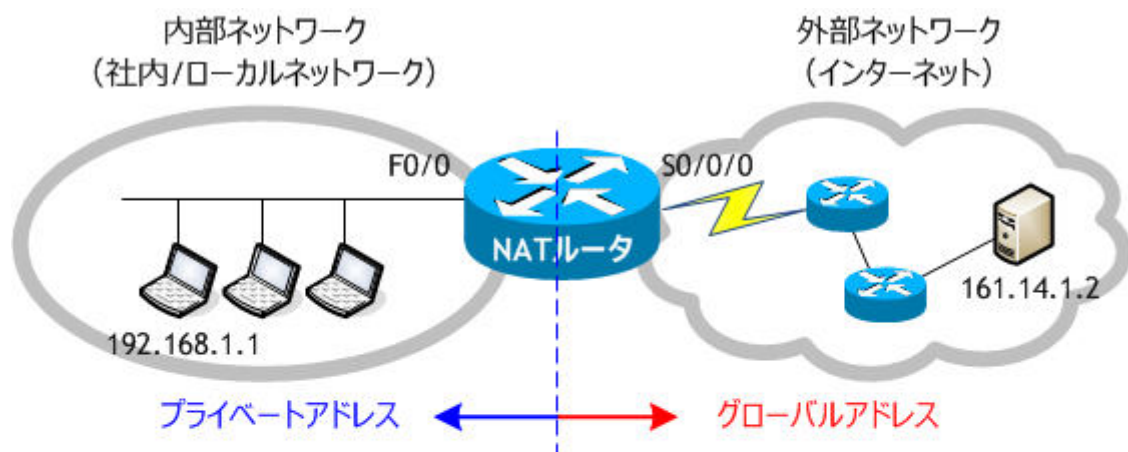 内部ネットワーク
（社内/ローカルネットワーク）
外部ネットワーク
（インターネット）
F0/0
S0/0/0
NATルータ
192.168.1.1
161.14.1.2
プライベートアドレス
グローバルアドレス